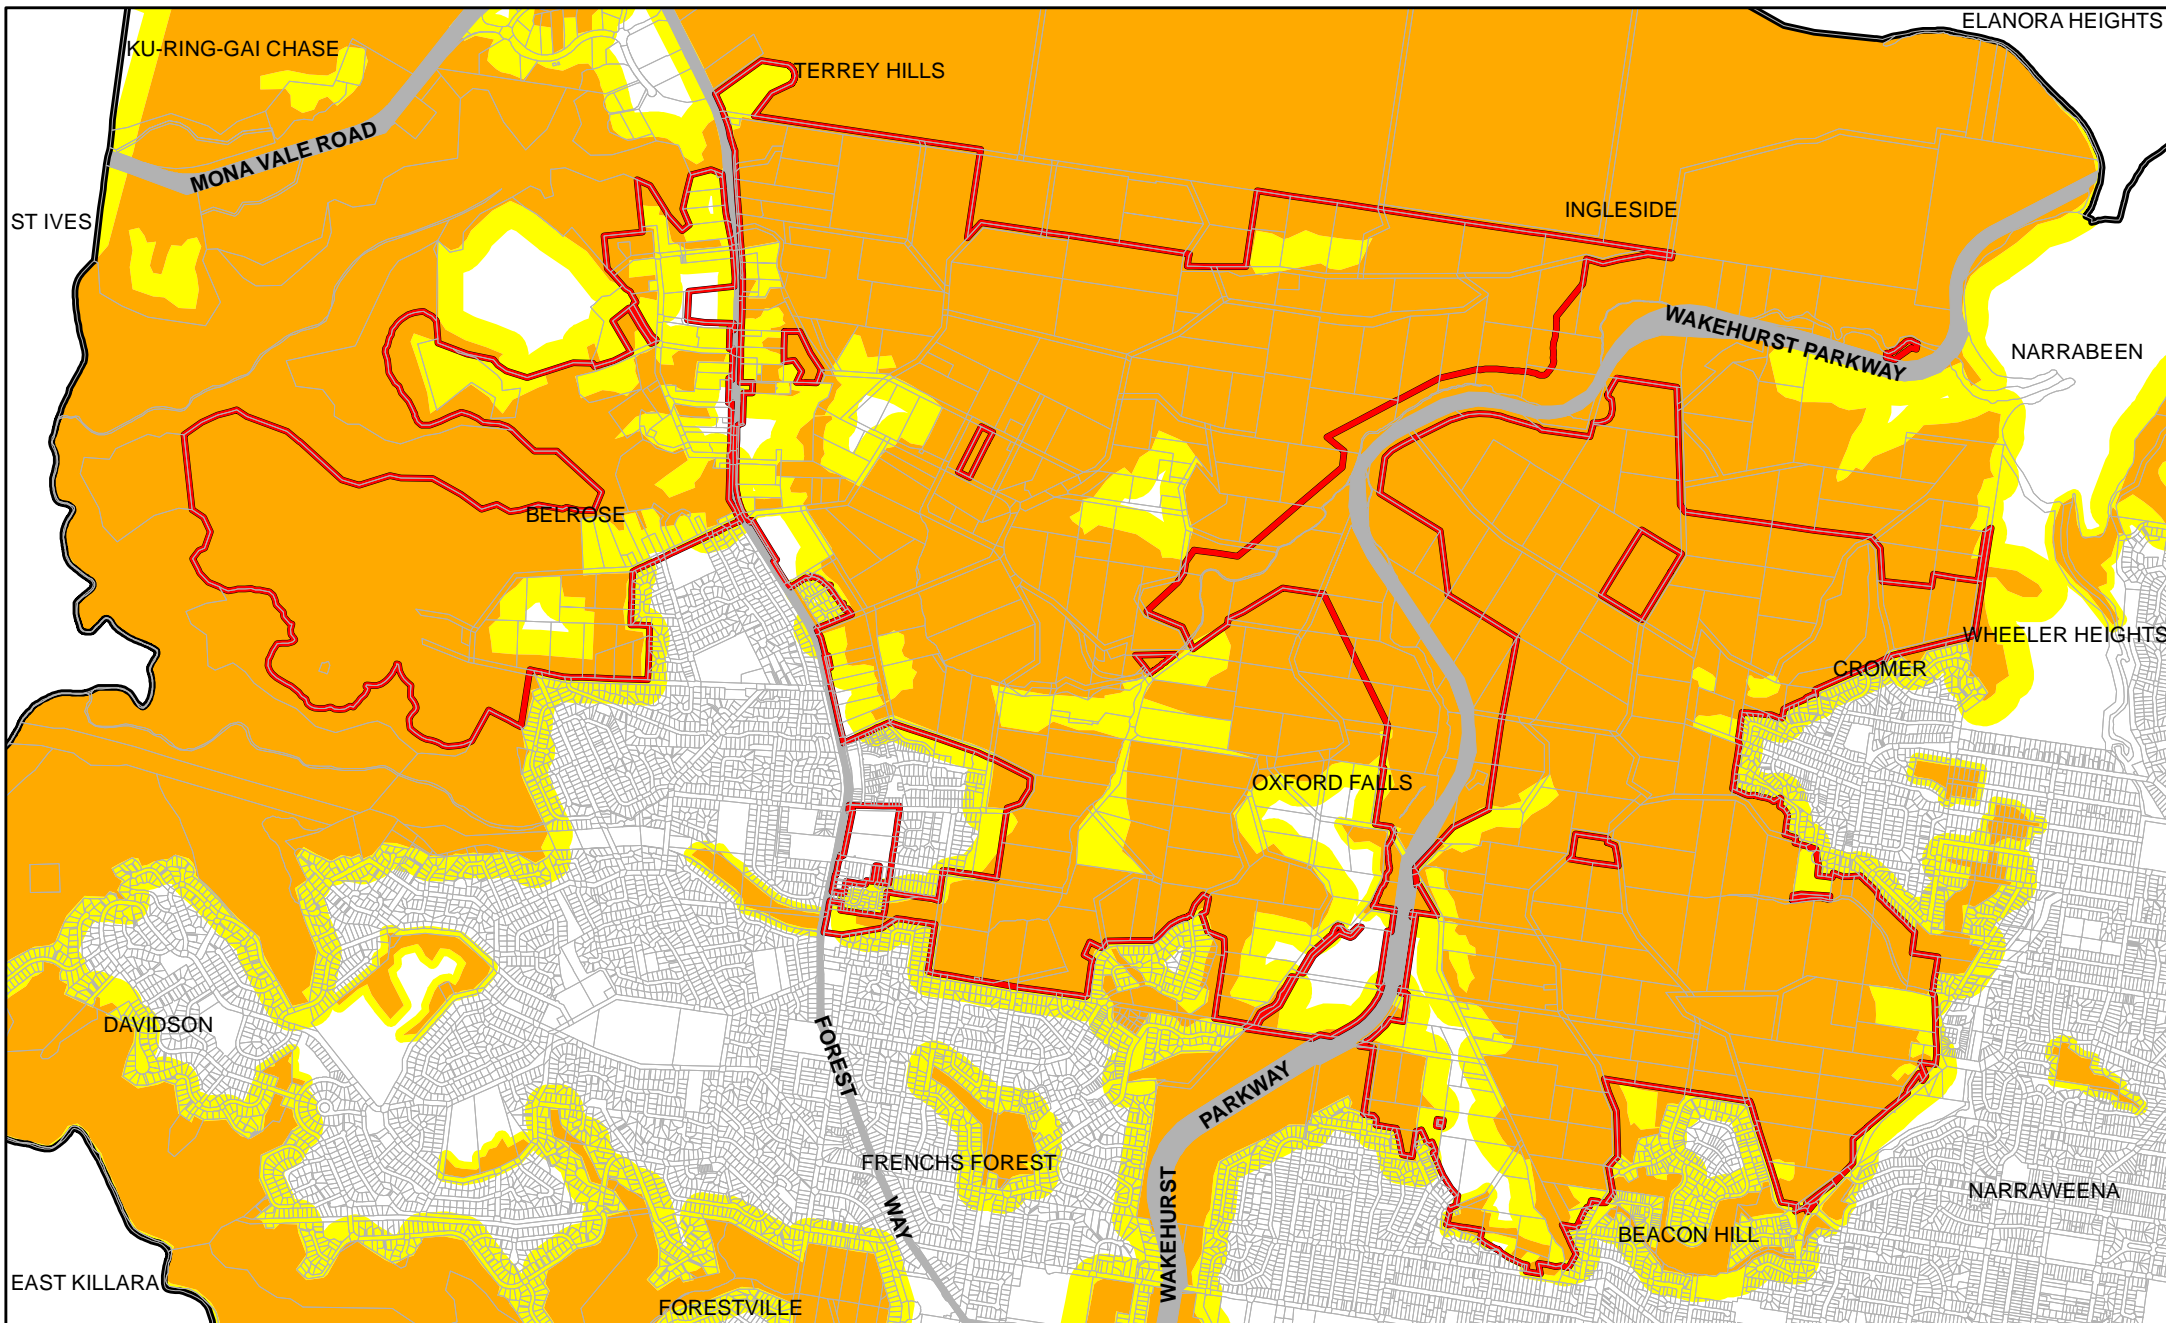 ELANORA HEIGHTS
KU-RING-GAI CHASE
TERREY HILLS
MONA VALE ROAD
ST IVES
INGLESIDE
WAKEHURST PARKWAY
NARRABEEN
BELROSE
WHEELER HEIGHTS
CROMER
OXFORD FALLS
DAVIDSON
FOREST
WAY
PARKWAY
WAKEHURST
FRENCHS FOREST
NARRAWEENA
BEACON HILL
EAST KILLARA
FORESTVILLE